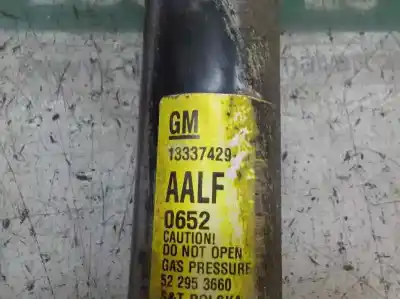 GM
13337429
AALF
0652
CAUTION!
DO NOT OPEN
GAS PRESSURE
52 295 3660